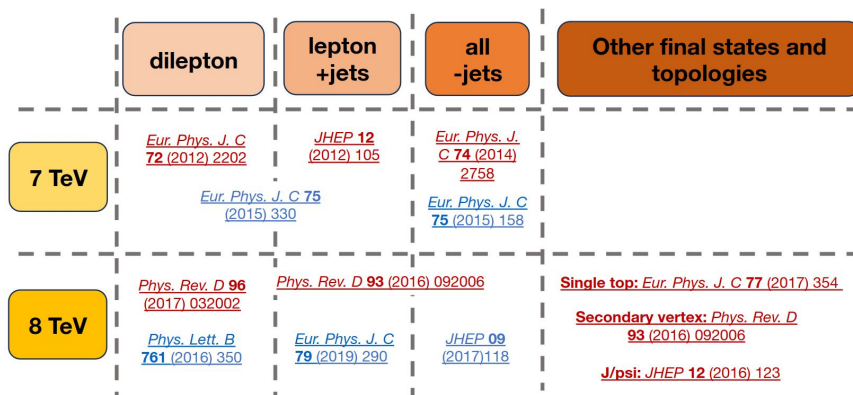 dilepton
lepton
+jets
all
-jets
Other final states and
topologies
7 TeV
Eur. Phys. J. C
72 (2012) 2202
JHEP 12
(2012) 105
Eur. Phys. J.
C 74 (2014)
2758
Eur. Phys. J. C 75
(2015) 330
Eur. Phys. J. C
75 (2015) 158
8 TeV
Phys. Rev. D 96
(2017) 032002
Phys. Rev. D 93 (2016) 092006
Phys. Lett. B
761 (2016) 350
Eur. Phys. J. C
79 (2019) 290
JHEP 09
(2017)118
Single top: Eur. Phys. J. C 77 (2017) 354
Secondary vertex: Phys. Rev. D
93 (2016) 092006
J/psi: JHEP 12 (2016) 123